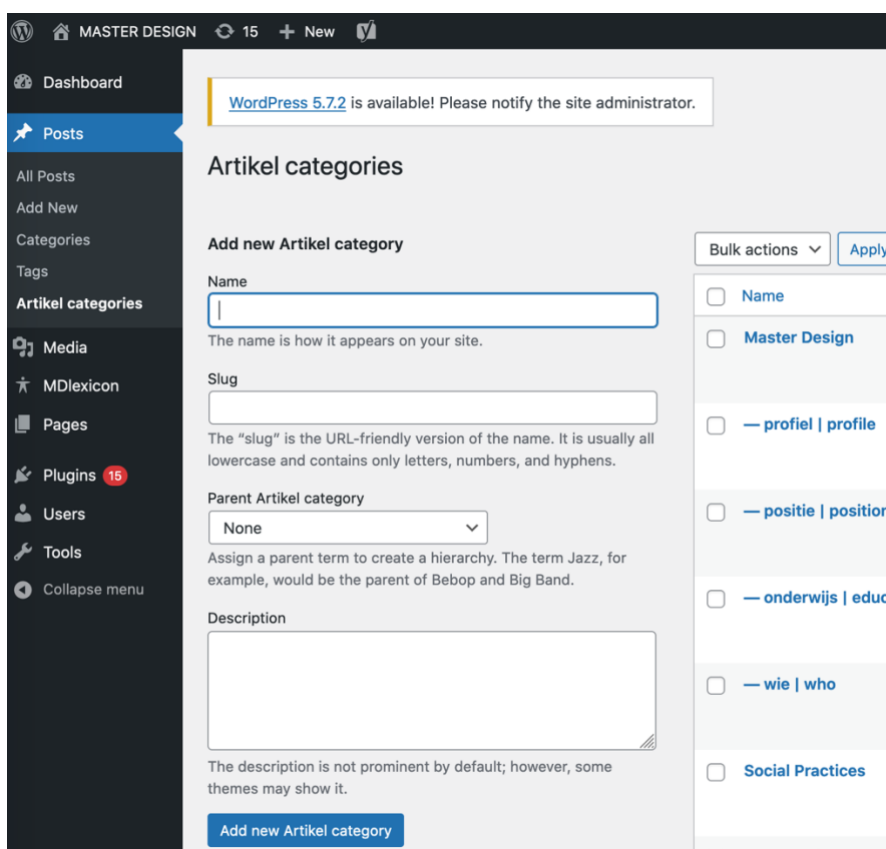 MASTER DESIGN 15 New
Dashboard
Posts
All Posts
Add New
Categories
Tags
Artikel categories
Media
MDlexicon
Pages
Plugins 15
Users
Tools
Collapse menu
WordPress 5.7.2 is available! Please notify the site administrator.
Artikel categories
Add new Artikel category
Name
The name is how it appears on your site.
Slug
The “slug” is the URL-friendly version of the name. It is usually all
lowercase and contains only letters, numbers, and hyphens.
Parent Artikel category
None
Assign a parent term to create a hierarchy. The term Jazz, for
example, would be the parent of Bebop and Big Band.
Description
The description is not prominent by default; however, some
themes may show it.
Add new Artikel category
Bulk actions Apply
Name
Master Design
— profiel | profile
— positie | position
— onderwijs | educ
— wie | who
Social Practices